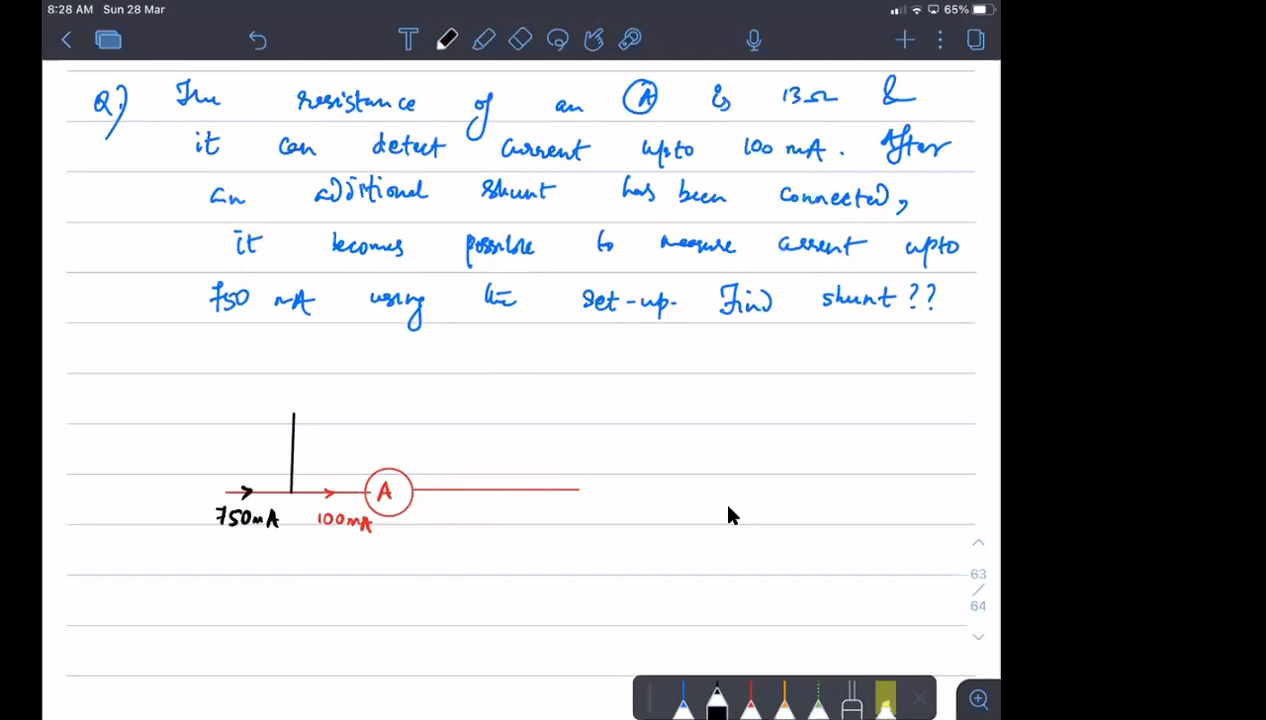 8:28 AM Sun 28 Mar
65%
T
Q.) The resistance of an (A) is 13Ω &
it can detect current upto 100 mA. After
an additional shunt has been connected,
it becomes possible to measure current upto
750 mA using the set-up. Find shunt??
A
750mA 100mA
63
64